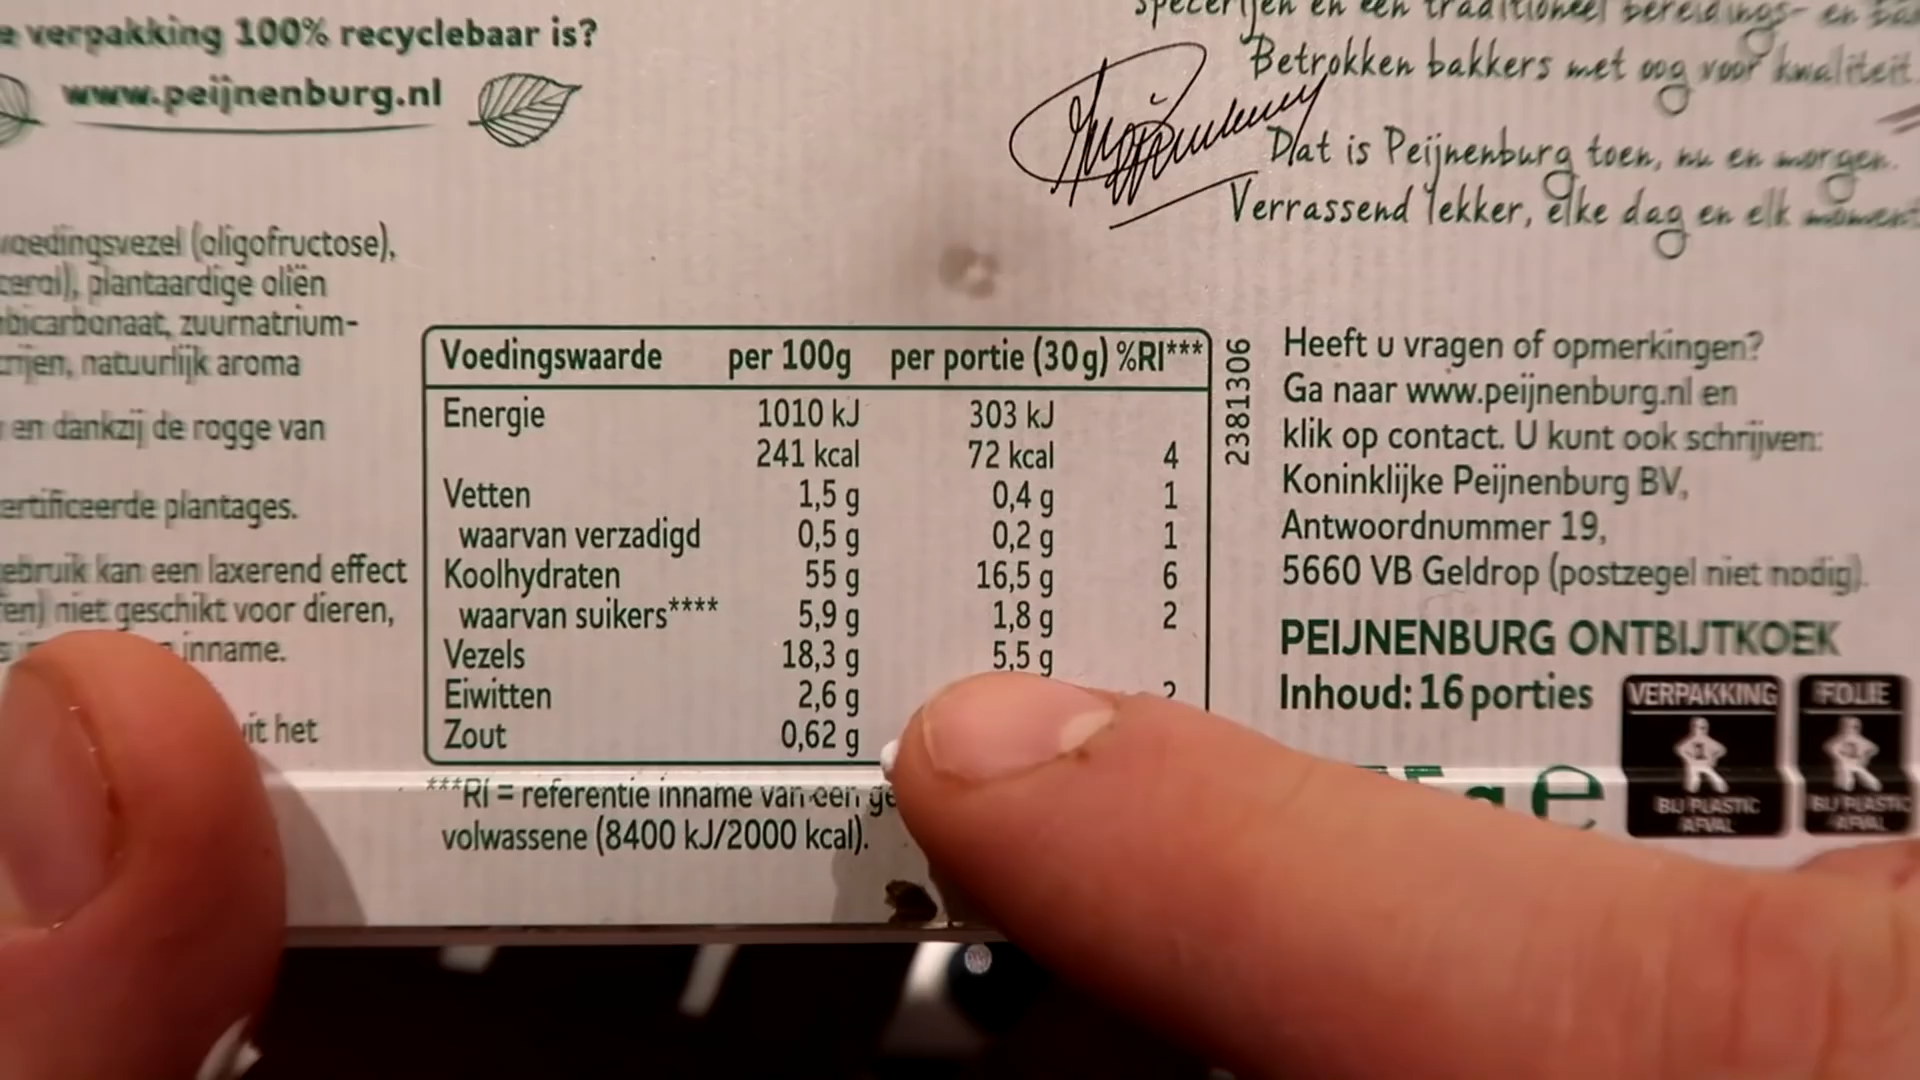 verpakking 100% recyclebaar is?
www.peijnenburg.nl
specerijen en een traditioneel bereidings- en
Betrokken bakkers met oog voor kwaliteit.
Dat is Peijnenburg toen, nu en morgen.
Verrassend lekker, elke dag en elk moment
voedingsvezel (oligofructose),
plantaardige oliën
zuurnatrium-
natuurlijk aroma
en dankzij de rogge van
plantages.
kan een laxerend effect
niet geschikt voor dieren,
inname.
het
Voedingswaarde per 100g per portie (30g) %RI***
Energie 1010 kJ 303 kJ
241 kcal 72 kcal 4
Vetten 1,5 g 0,4 g 1
waarvan verzadigd 0,5 g 0,2 g 1
Koolhydraten 55 g 16,5 g 6
waarvan suikers**** 5,9 g 1,8 g 2
Vezels 18,3 g 5,5 g
Eiwitten 2,6 g
Zout 0,62 g
***RI = referentie inname van een
volwassene (8400 kJ/2000 kcal).
2381306
Heeft u vragen of opmerkingen?
Ga naar www.peijnenburg.nl en
klik op contact. U kunt ook schrijven:
Koninklijke Peijnenburg BV,
Antwoordnummer 19,
5660 VB Geldrop (postzegel niet nodig).
PEIJNENBURG ONTBIJTKOEK
Inhoud: 16 porties
e
VERPAKKING
BIJ PLASTIC
AFVAL
FOLIE
BIJ PLASTIC
AFVAL